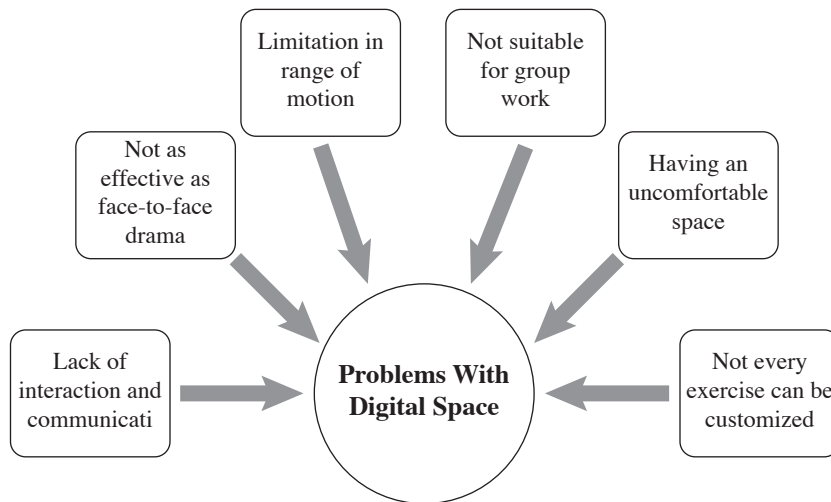 Limitation in
range of
motion
Not suitable
for group
work
Not as
effective as
face-to-face
drama
Having an
uncomfortable
space
Lack of
interaction and
communicati
Problems With
Digital Space
Not every
exercise can be
customized